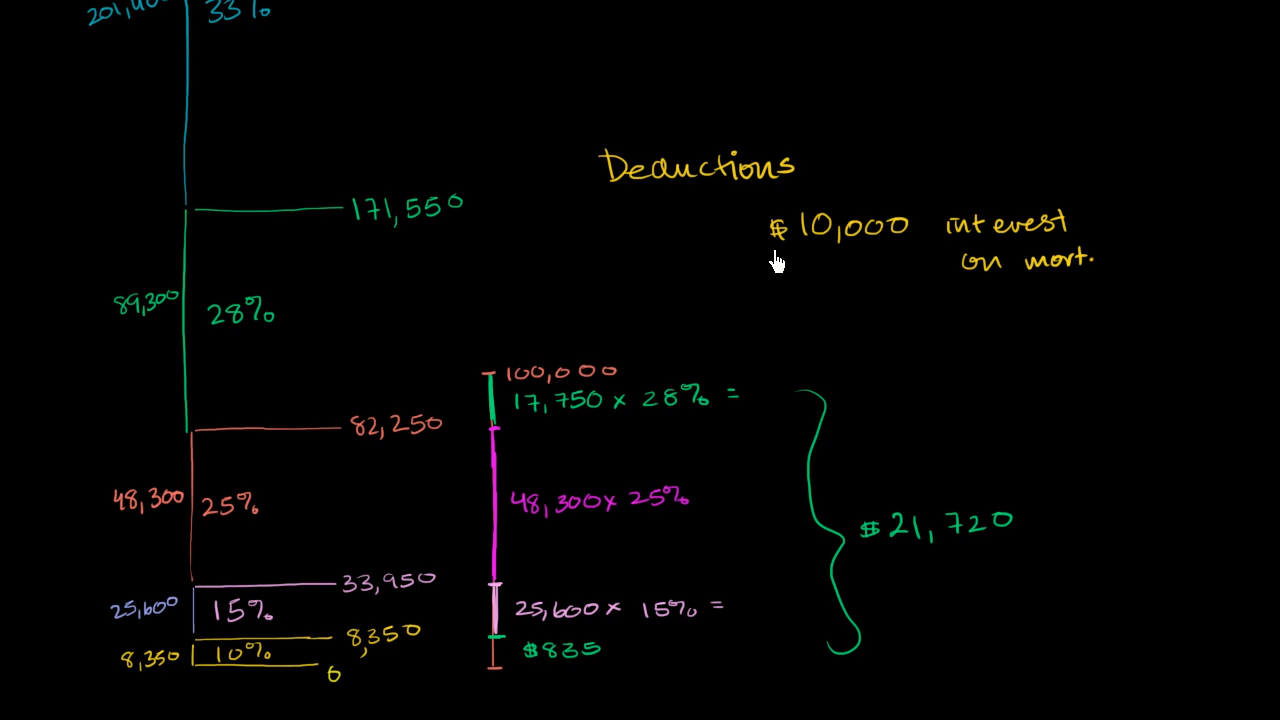 33%
Deductions
171,550
$10,000 interest
on mort.
89,300
28%
100,000
17,750 x 28% =
82,250
48,300
25%
48,300 x 25%
$21,720
33,950
25,600
15%
25,600 x 15% =
8,350
$835
8,350
10%
0